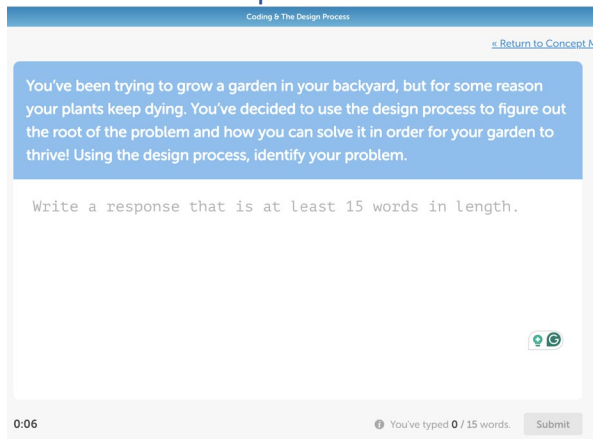 Coding & The Design Process
« Return to Concept M
You've been trying to grow a garden in your backyard, but for some reason
your plants keep dying. You've decided to use the design process to figure out
the root of the problem and how you can solve it in order for your garden to
thrive! Using the design process, identify your problem.
Write a response that is at least 15 words in length.
0:06
You've typed 0 / 15 words.
Submit